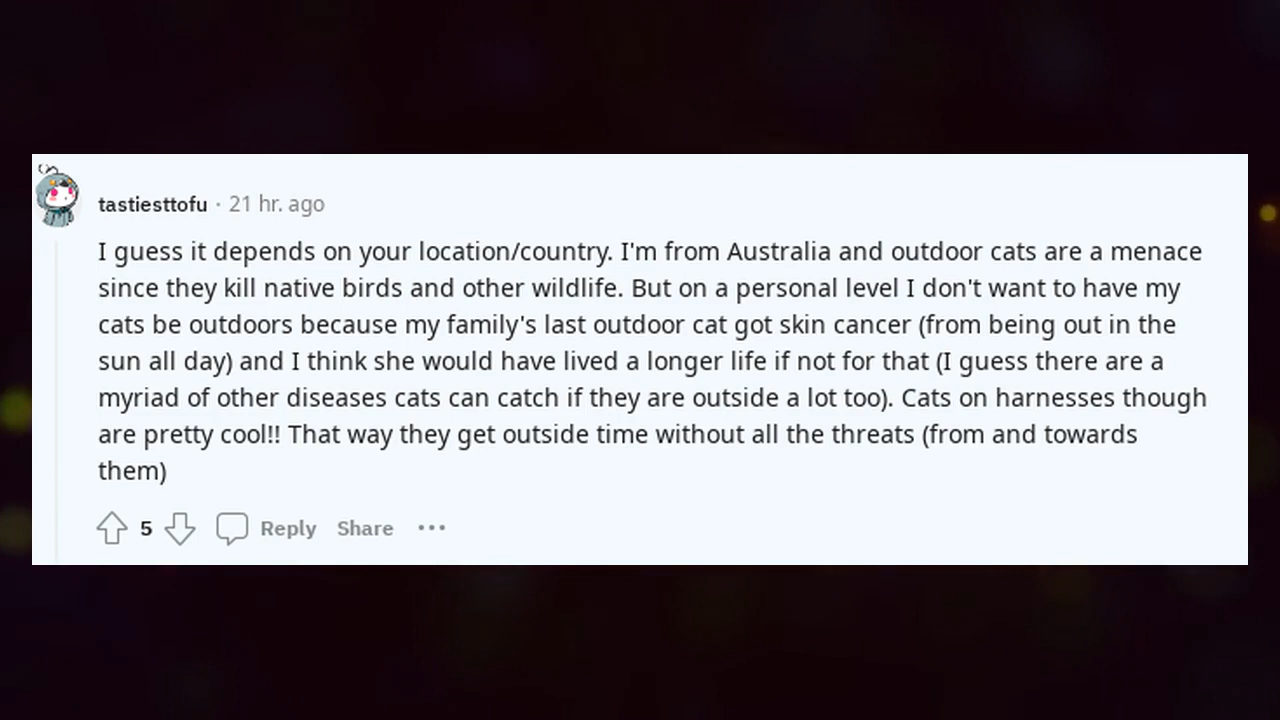 tastiesttofu · 21 hr. ago
I guess it depends on your location/country. I'm from Australia and outdoor cats are a menace
since they kill native birds and other wildlife. But on a personal level I don't want to have my
cats be outdoors because my family's last outdoor cat got skin cancer (from being out in the
sun all day) and I think she would have lived a longer life if not for that (I guess there are a
myriad of other diseases cats can catch if they are outside a lot too). Cats on harnesses though
are pretty cool!! That way they get outside time without all the threats (from and towards
them)
5 Reply Share ···